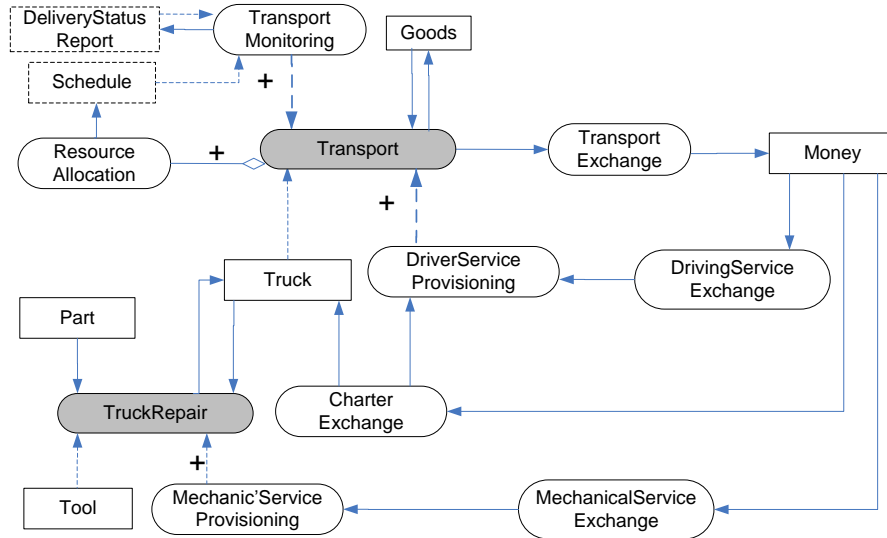 DeliveryStatus
Report
Transport
Monitoring
Goods
Schedule
+
Resource
Allocation
+
Transport
Transport
Exchange
Money
+
Truck
DriverService
Provisioning
DrivingService
Exchange
Part
TruckRepair
Charter
Exchange
+
Tool
Mechanic'Service
Provisioning
MechanicalService
Exchange